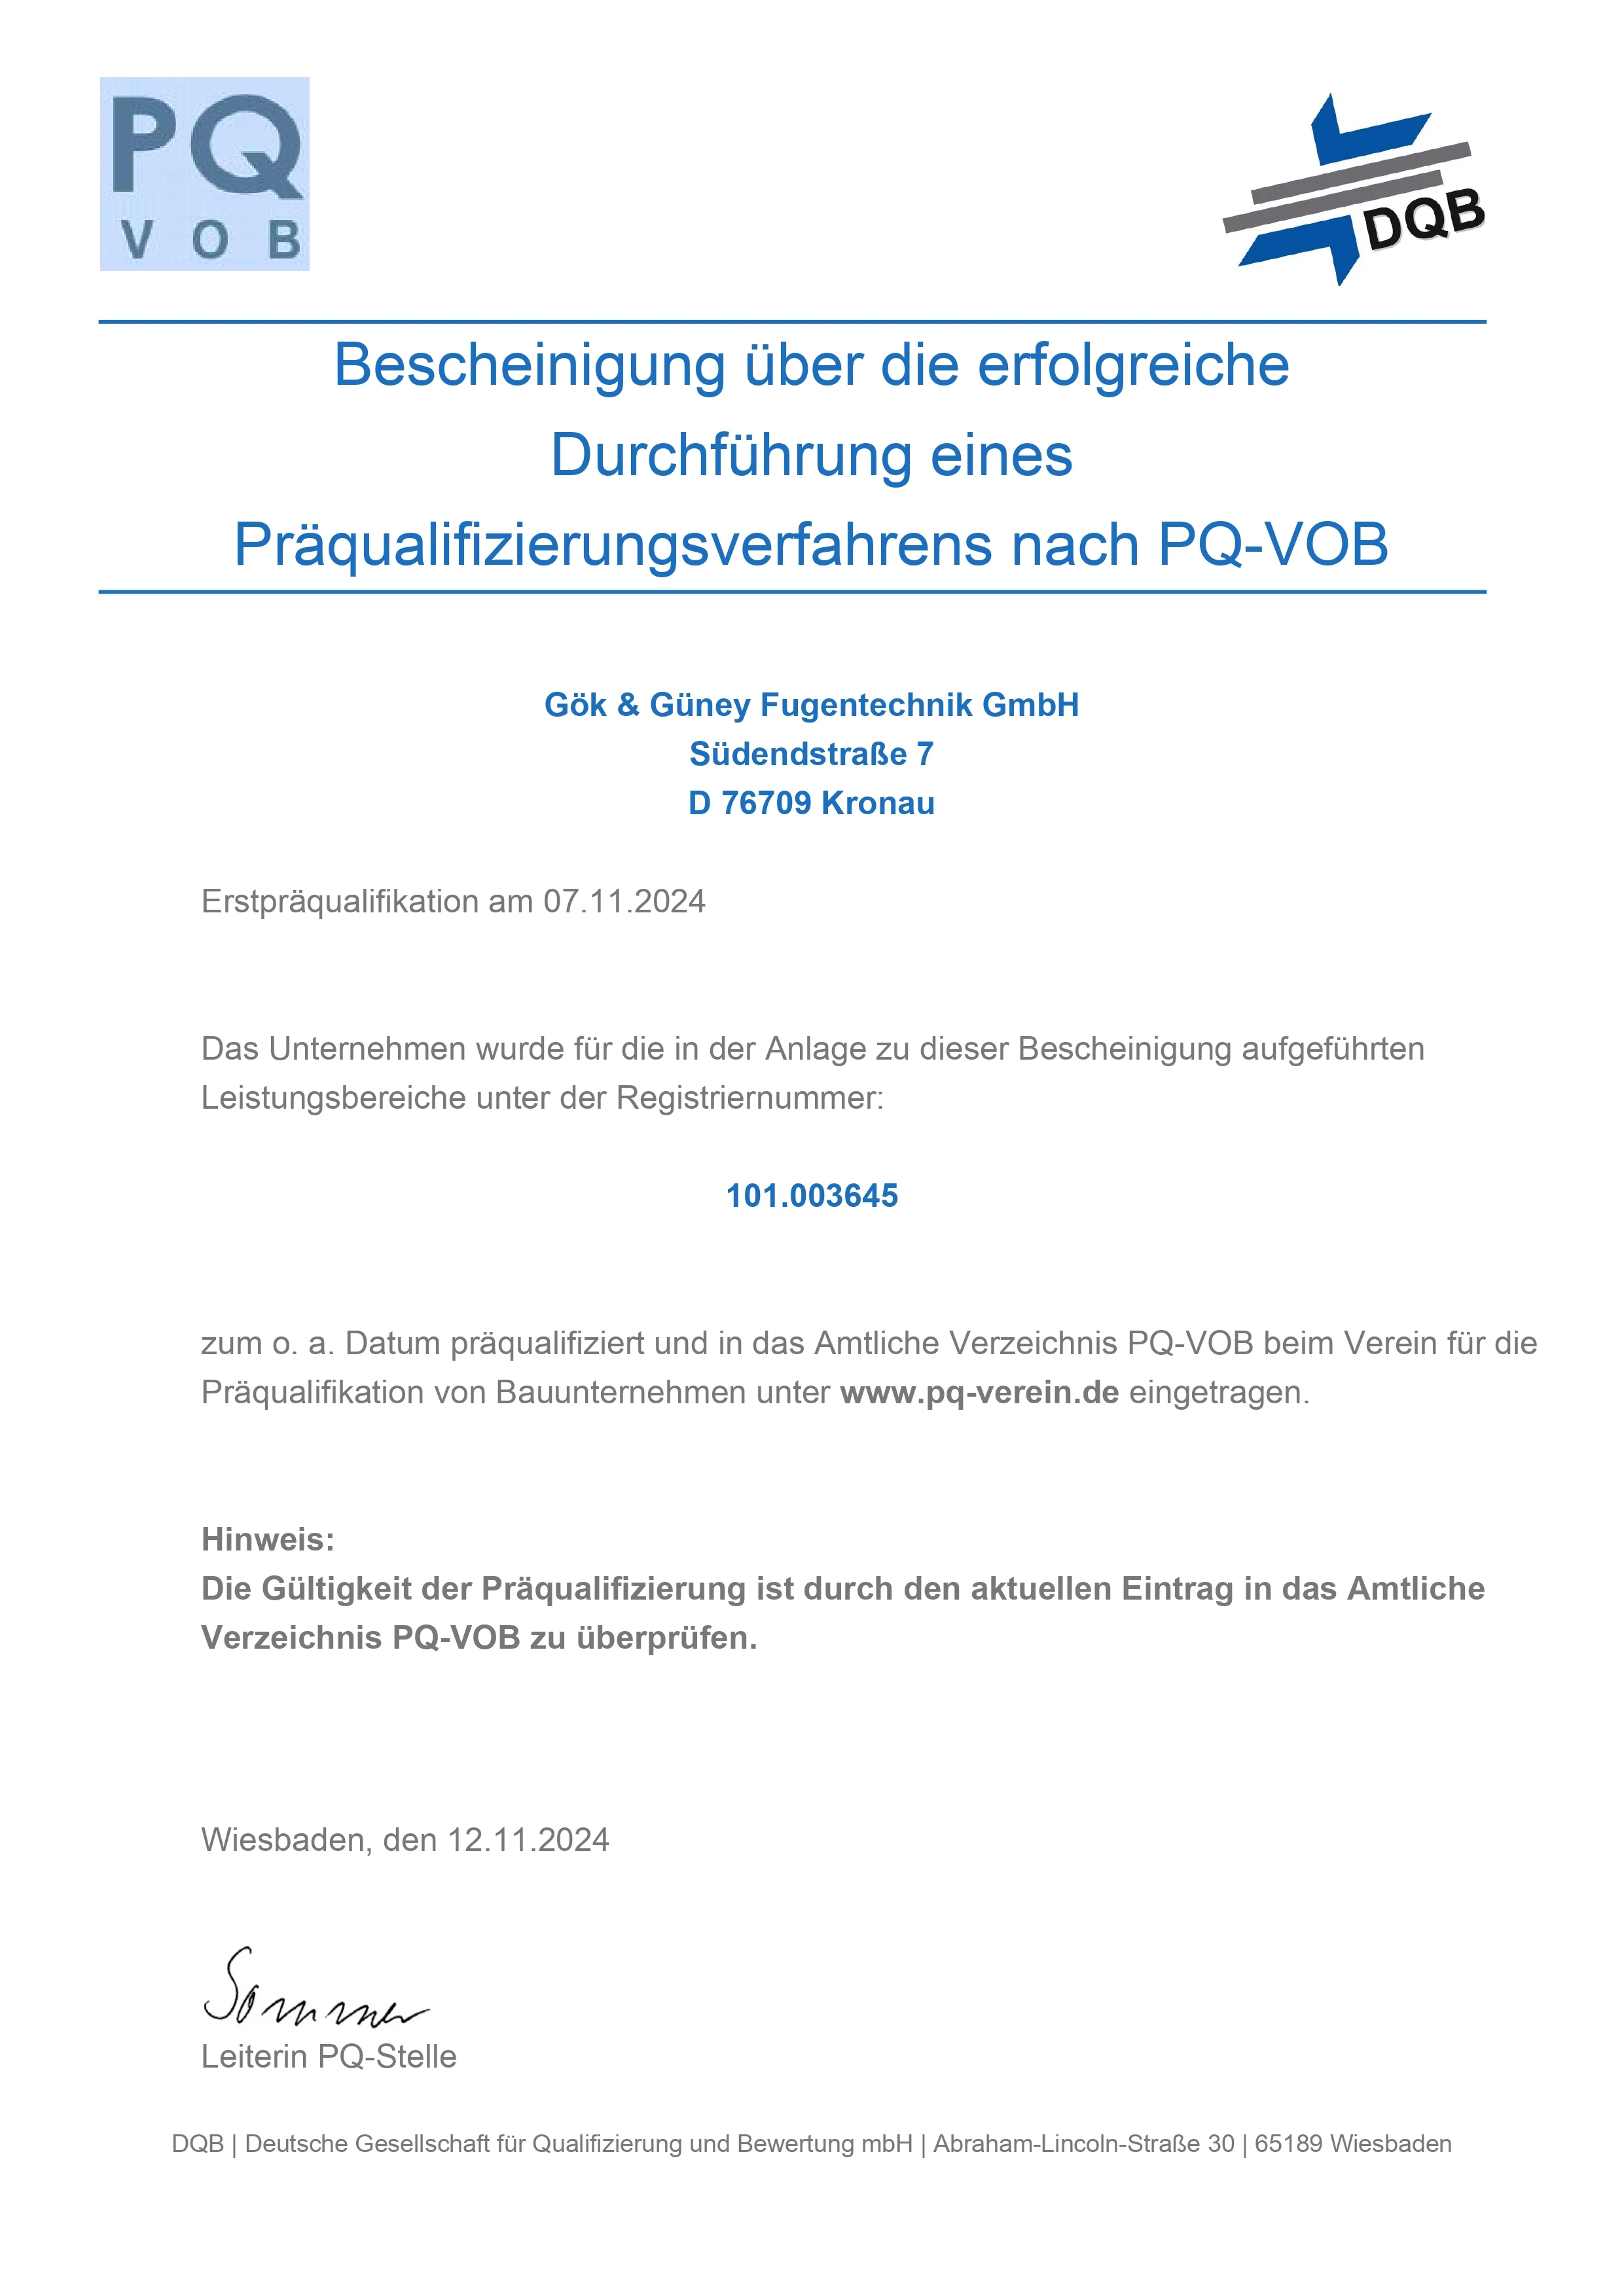 PQ
VOB
DQB
Bescheinigung über die erfolgreiche
Durchführung eines
Präqualifizierungsverfahrens nach PQ-VOB
Gök & Güney Fugentechnik GmbH
Südendstraße 7
D 76709 Kronau
Erstpräqualifikation am 07.11.2024
Das Unternehmen wurde für die in der Anlage zu dieser Bescheinigung aufgeführten
Leistungsbereiche unter der Registriernummer:
101.003645
zum o. a. Datum präqualifiziert und in das Amtliche Verzeichnis PQ-VOB beim Verein für die
Präqualifikation von Bauunternehmen unter www.pq-verein.de eingetragen.
Hinweis:
Die Gültigkeit der Präqualifizierung ist durch den aktuellen Eintrag in das Amtliche
Verzeichnis PQ-VOB zu überprüfen.
Wiesbaden, den 12.11.2024
Sommer
Leiterin PQ-Stelle
DQB | Deutsche Gesellschaft für Qualifizierung und Bewertung mbH | Abraham-Lincoln-Straße 30 | 65189 Wiesbaden